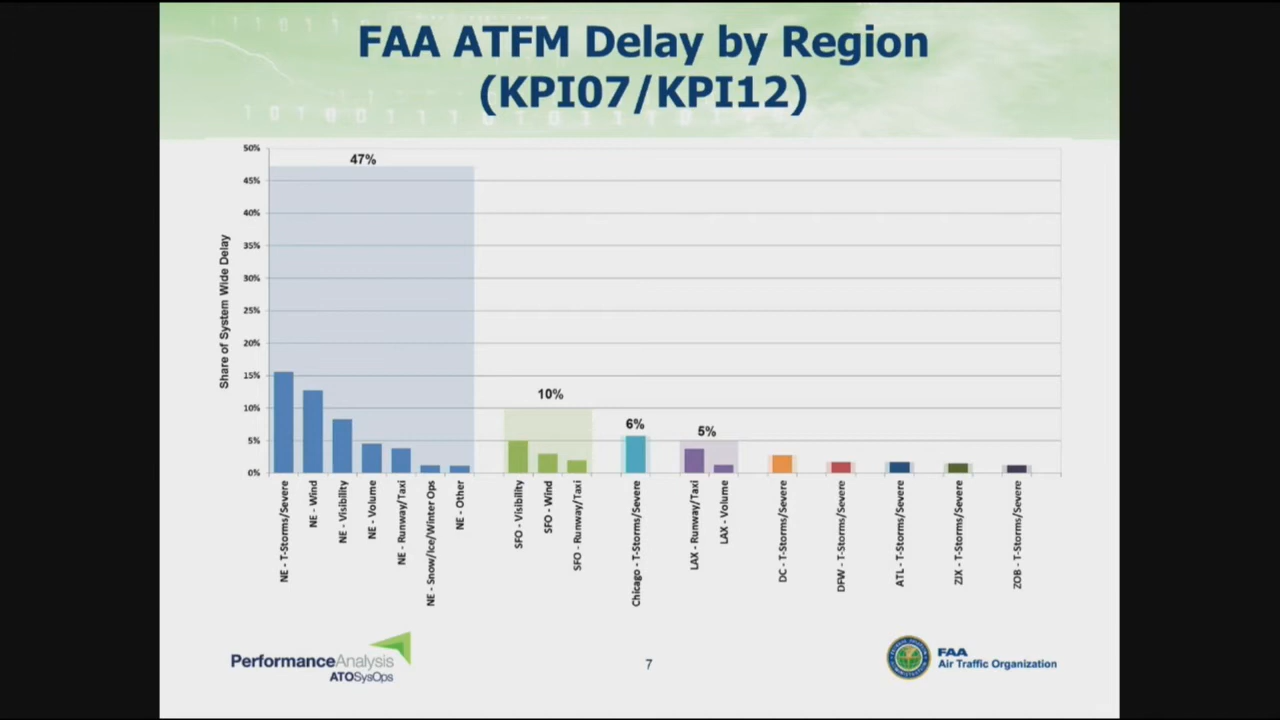 FAA ATFM Delay by Region
(KPI07/KPI12)
Share of System Wide Delay
50%
45%
40%
35%
30%
25%
20%
15%
10%
5%
0%
47%
10%
6%
5%
NE - T-Storms/Severe
NE - Wind
NE - Visibility
NE - Volume
NE - Runway/Taxi
NE - Snow/Ice/Winter Ops
NE - Other
SFO - Visibility
SFO - Wind
SFO - Runway/Taxi
Chicago - T-Storms/Severe
LAX - Runway/Taxi
LAX - Volume
DC - T-Storms/Severe
DFW - T-Storms/Severe
ATL - T-Storms/Severe
ZJX - T-Storms/Severe
ZOB - T-Storms/Severe
PerformanceAnalysis
ATOSysOps
7
FAA
Air Traffic Organization